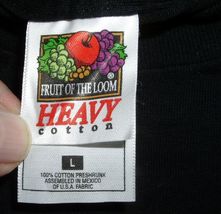 FRUIT OF THE LOOM
®
HEAVY
cotton
L
100% COTTON PRESHRUNK
ASSEMBLED IN MEXICO
OF U.S.A. FABRIC